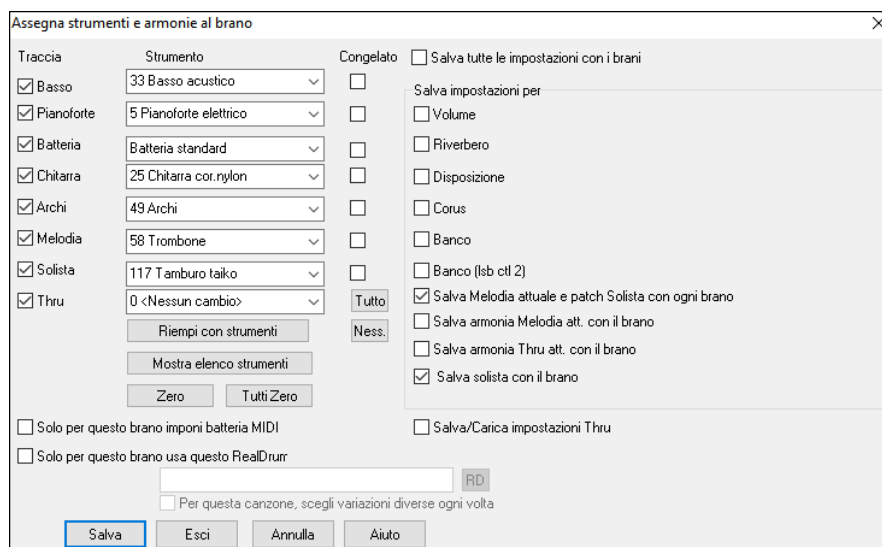 Assegna strumenti e armonie al brano
Traccia Strumento Congelato Salva tutte le impostazioni con i brani
Basso 33 Basso acustico
Salva impostazioni per
Pianoforte 5 Pianoforte elettrico Volume
Batteria Batteria standard Riverbero
Chitarra 25 Chitarra cor.nylon Disposizione
Archi 49 Archi Corus
Melodia 58 Trombone Banco
Solista 117 Tamburo taiko Banco (lsb ctl 2)
Thru 0 <Nessun cambio> Tutto Salva Melodia attuale e patch Solista con ogni brano
Riempi con strumenti Ness. Salva armonia Melodia att. con il brano
Mostra elenco strumenti Salva armonia Thru att. con il brano
Zero Tutti Zero Salva solista con il brano
Solo per questo brano imponi batteria MIDI Salva/Carica impostazioni Thru
Solo per questo brano usa questo RealDrum
RD
Per questa canzone, scegli variazioni diverse ogni volta
Salva Esci Annulla Aiuto